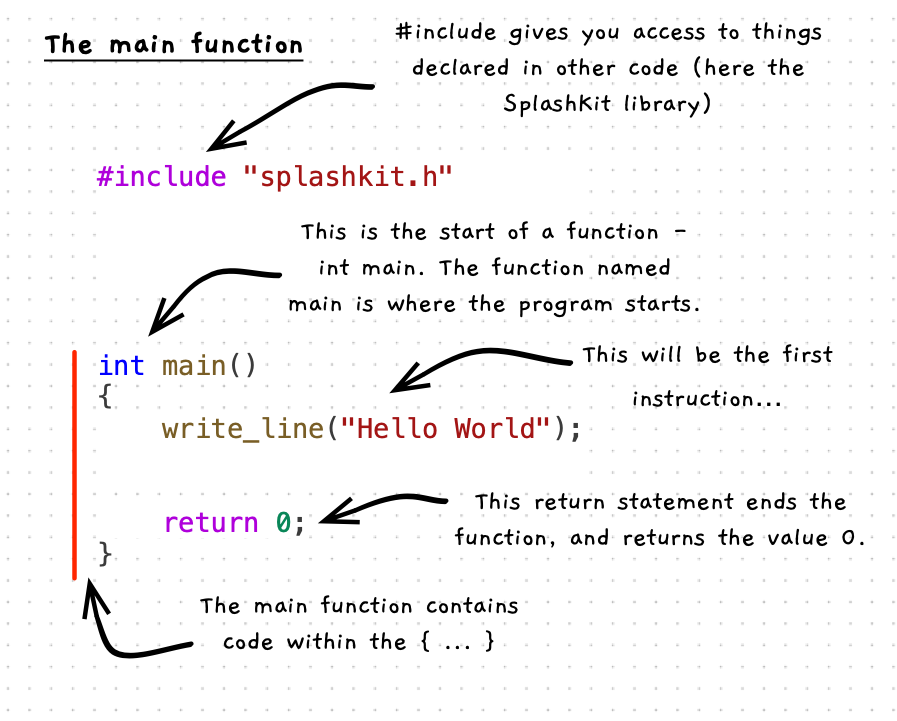 The main function
#include gives you access to things
declared in other code (here the
SplashKit library)
#include "splashkit.h"
This is the start of a function -
int main. The function named
main is where the program starts.
int main()
{
This will be the first
instruction...
write_line("Hello World");
return 0;
This return statement ends the
function, and returns the value 0.
}
The main function contains
code within the { ... }